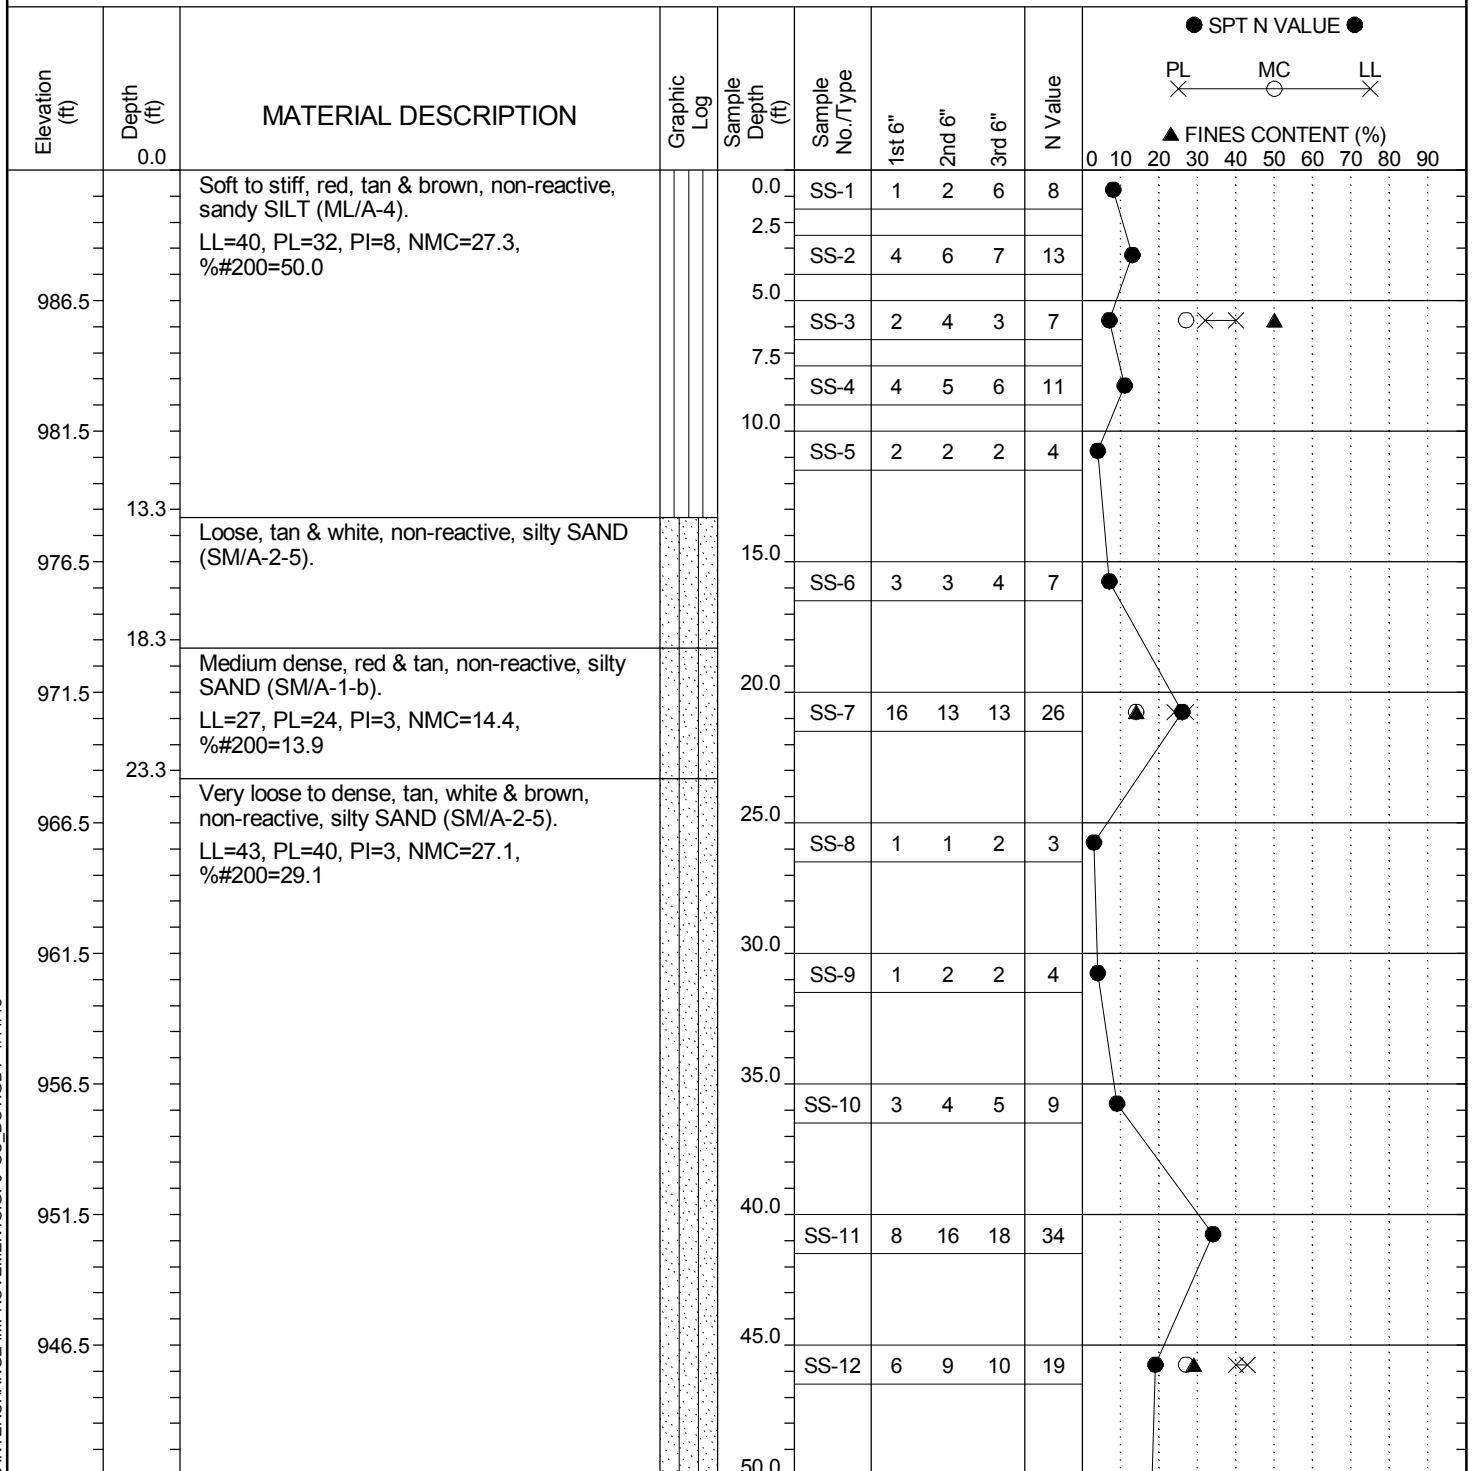 ● SPT N VALUE ●
PL MC LL
▲ FINES CONTENT (%)
0 10 20 30 40 50 60 70 80 90
Elevation (ft)
Depth (ft)
0.0
MATERIAL DESCRIPTION
Graphic Log
Sample Depth (ft)
Sample No./Type
1st 6"
2nd 6"
3rd 6"
N Value
Soft to stiff, red, tan & brown, non-reactive,
sandy SILT (ML/A-4).
LL=40, PL=32, PI=8, NMC=27.3,
%#200=50.0
0.0 SS-1 1 2 6 8
2.5
SS-2 4 6 7 13
986.5 5.0
SS-3 2 4 3 7
7.5
SS-4 4 5 6 11
981.5 10.0
SS-5 2 2 2 4
13.3
Loose, tan & white, non-reactive, silty SAND
(SM/A-2-5).
976.5 15.0
SS-6 3 3 4 7
18.3
Medium dense, red & tan, non-reactive, silty
SAND (SM/A-1-b).
LL=27, PL=24, PI=3, NMC=14.4,
%#200=13.9
971.5 20.0
SS-7 16 13 13 26
23.3
Very loose to dense, tan, white & brown,
non-reactive, silty SAND (SM/A-2-5).
LL=43, PL=40, PI=3, NMC=27.1,
%#200=29.1
966.5 25.0
SS-8 1 1 2 3
961.5 30.0
SS-9 1 2 2 4
956.5 35.0
SS-10 3 4 5 9
951.5 40.0
SS-11 8 16 18 34
946.5 45.0
SS-12 6 9 10 19
50.0